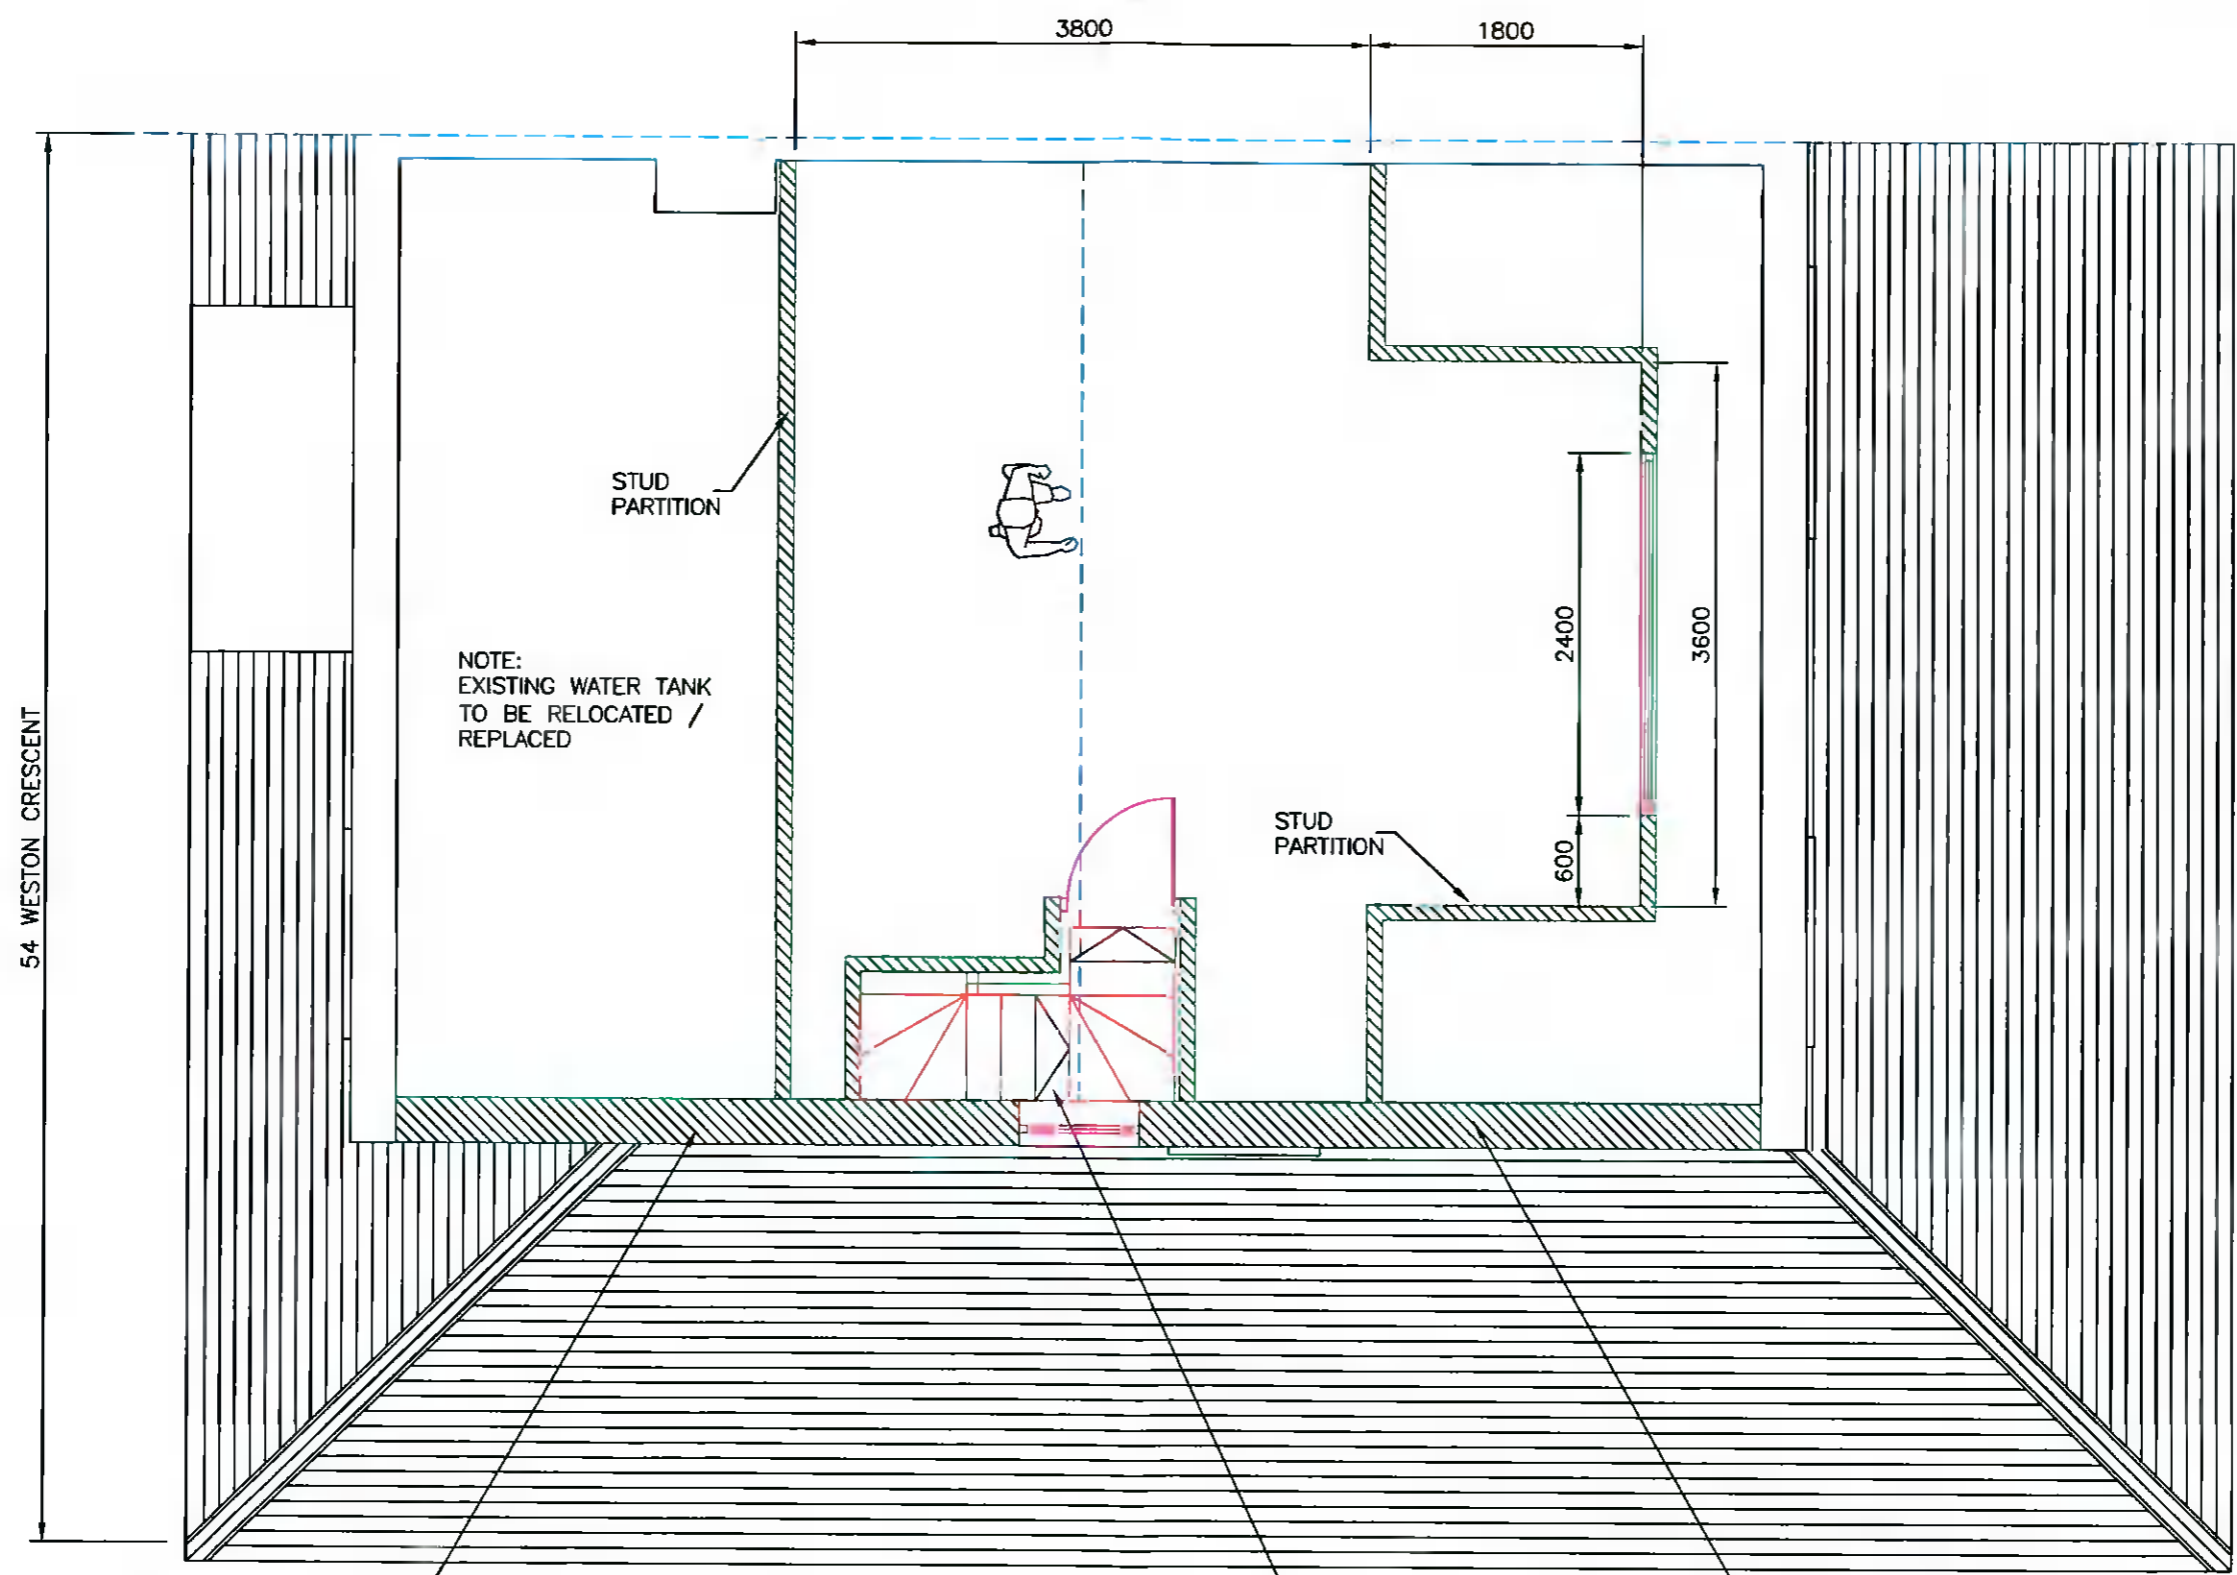 3800
1800
STUD
PARTITION
NOTE:
EXISTING WATER TANK
TO BE RELOCATED /
REPLACED
2400
3600
54 WESTON CRESCENT
STUD
PARTITION
600